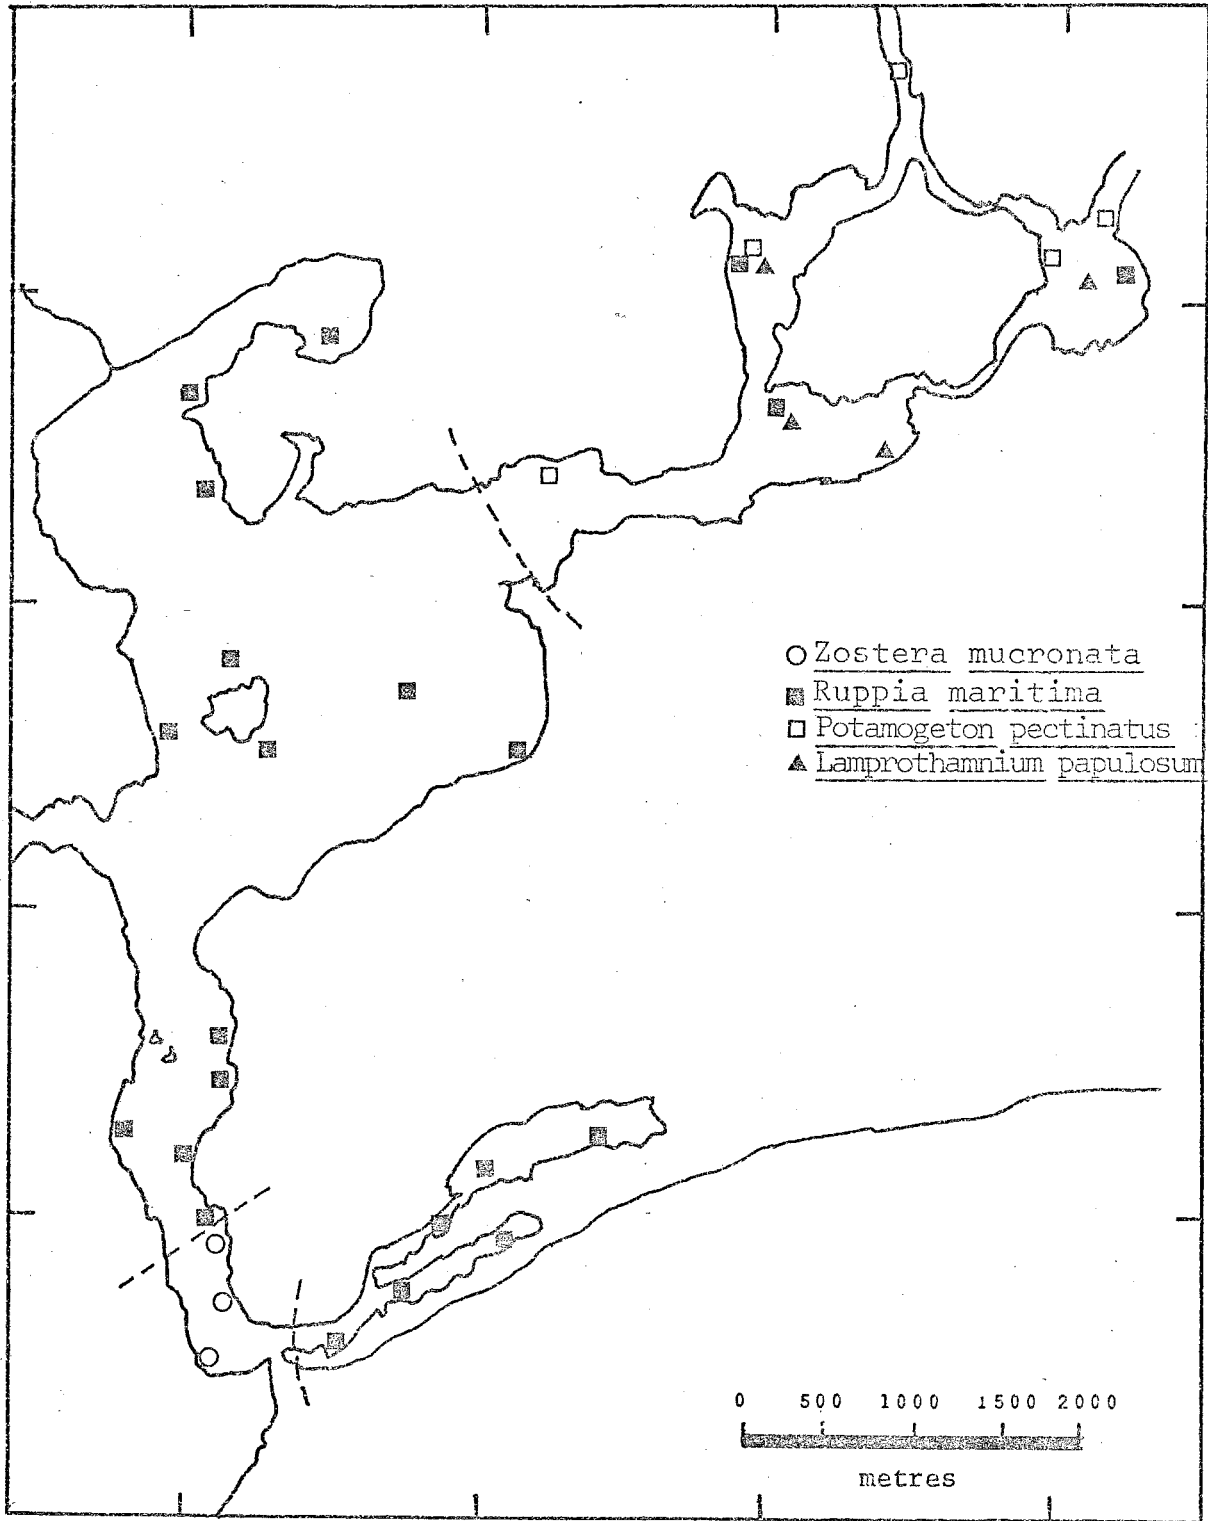 Zostera mucronata
Ruppia maritima
Potamogeton pectinatus
Lamprothamnium papulosum
0 500 1000 1500 2000
metres